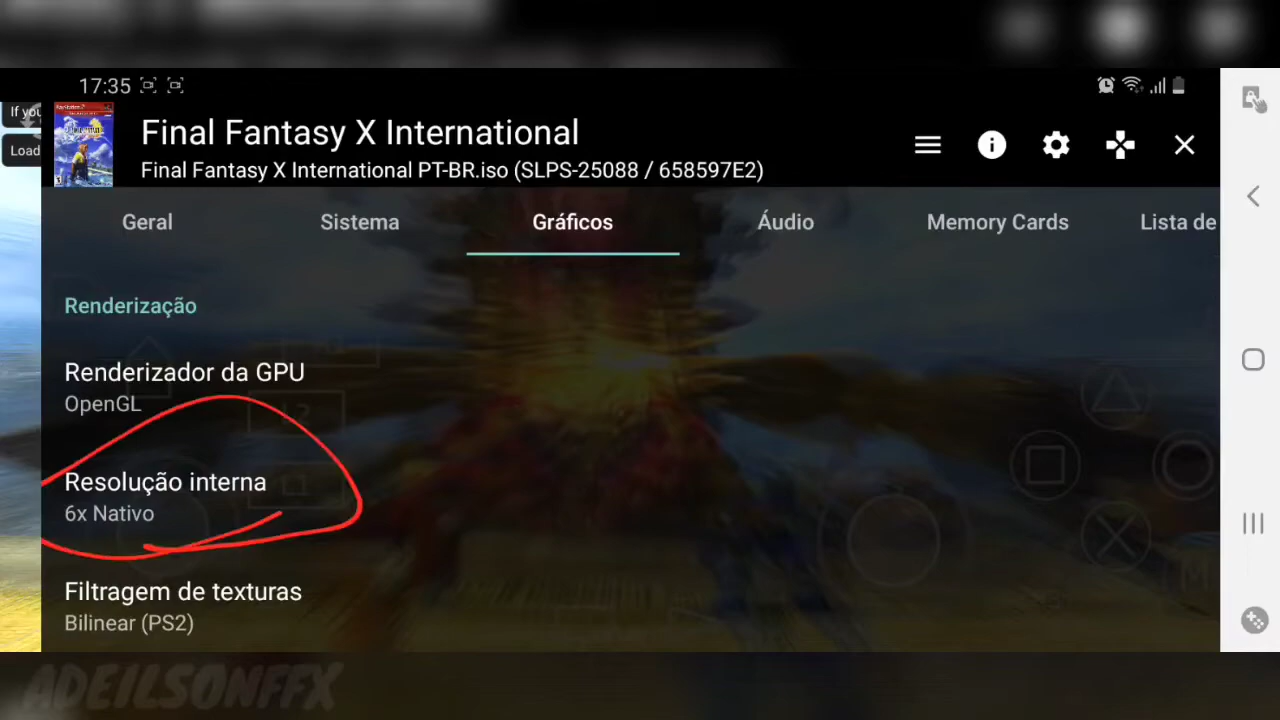 17:35
If you
Load
Final Fantasy X International
Final Fantasy X International PT-BR.iso (SLPS-25088 / 658597E2)
Geral Sistema Gráficos Áudio Memory Cards Lista de
Renderização
Renderizador da GPU
OpenGL
L2
Resolução interna
L1
6x Nativo
Filtragem de texturas
Bilinear (PS2)
M
ADEILSONFFX